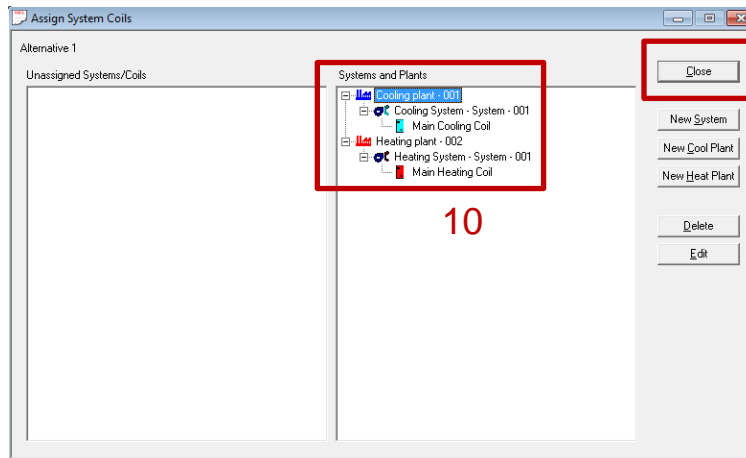 Assign System Coils
Alternative 1
Unassigned Systems/Coils
Systems and Plants
Cooling plant - 001
Cooling System - System - 001
Main Cooling Coil
Heating plant - 002
Heating System - System - 001
Main Heating Coil
10
Close
New System
New Cool Plant
New Heat Plant
Delete
Edit